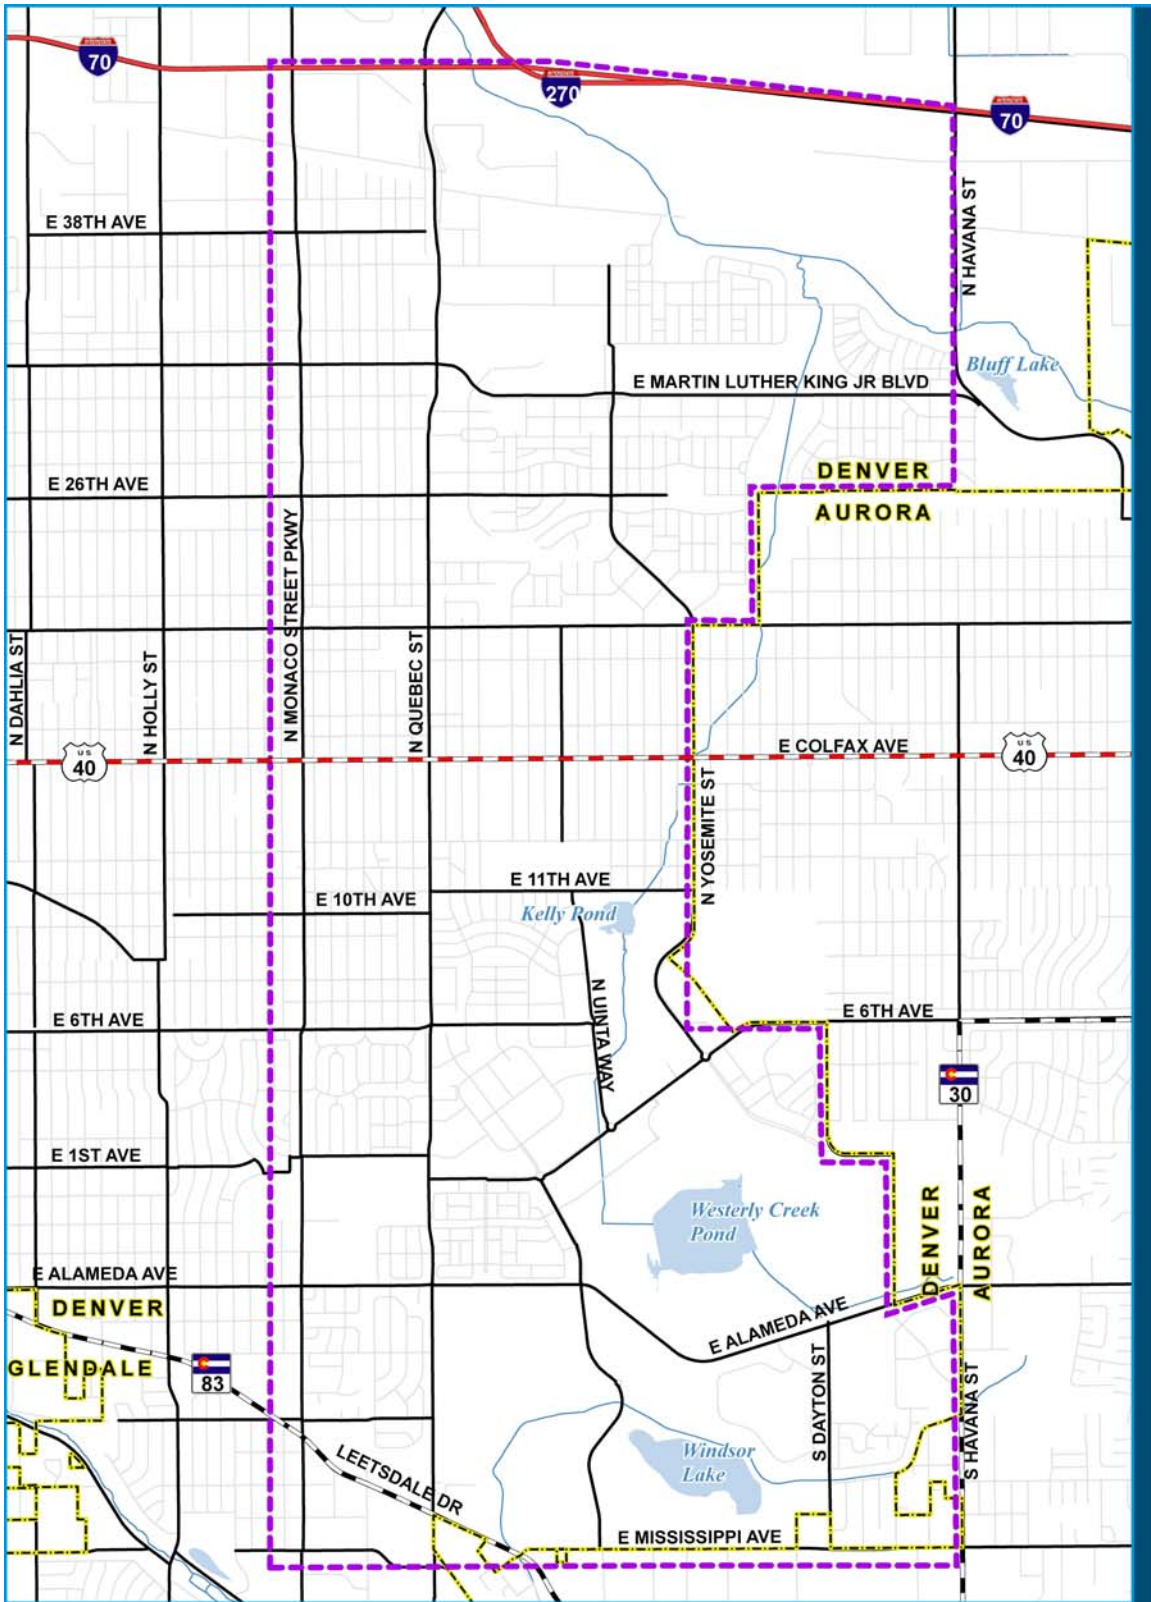 70
270
70
E 38TH AVE
N HAVANA ST
Bluff Lake
E MARTIN LUTHER KING JR BLVD
E 26TH AVE
DENVER
AURORA
N MONACO STREET PKWY
N DAHLIA ST
N HOLLY ST
N QUEBEC ST
US
40
E COLFAX AVE
US
40
N YOSEMITE ST
E 11TH AVE
E 10TH AVE
Kelly Pond
N UINTA WAY
E 6TH AVE
E 6TH AVE
30
E 1ST AVE
Westerly Creek
Pond
DENVER
AURORA
E ALAMEDA AVE
DENVER
E ALAMEDA AVE
GLENDALE
83
S DAYTON ST
S HAVANA ST
LEETSDALE DR
Windsor
Lake
E MISSISSIPPI AVE